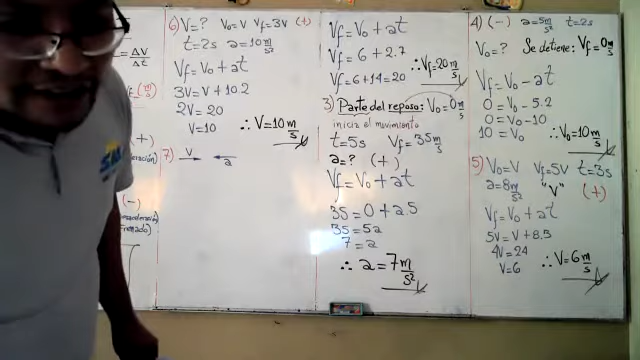 = ΔV
Δt
(+)
(-)
6) V=? V₀=V Vf=3V (+)
t=2s a=10 m/s²
Vf=V₀+at
3V=V+10.2
2V=20
V=10
∴ V=10 m/s
7) V a
Vf=V₀+at
Vf=6+2.7
Vf=6+14=20
∴Vf=20 m/s
3) Parte del reposo: V₀=0 m/s
inicia el movimiento
t=5s Vf=35 m/s
a=? (+)
Vf=V₀+at
35=0+a.5
35=5a
7=a
∴ a=7 m/s²
4) (-) a=5 m/s² t=2s
V₀=? Se detiene: Vf=0 m/s
Vf=V₀-at
0=V₀-5.2
0=V₀-10
10=V₀
∴V₀=10 m/s
5) V₀=V Vf=5V t=3s
a=8 m/s² "V" (+)
Vf=V₀+at
5V=V+8.3
4V=24
V=6
∴ V=6 m/s